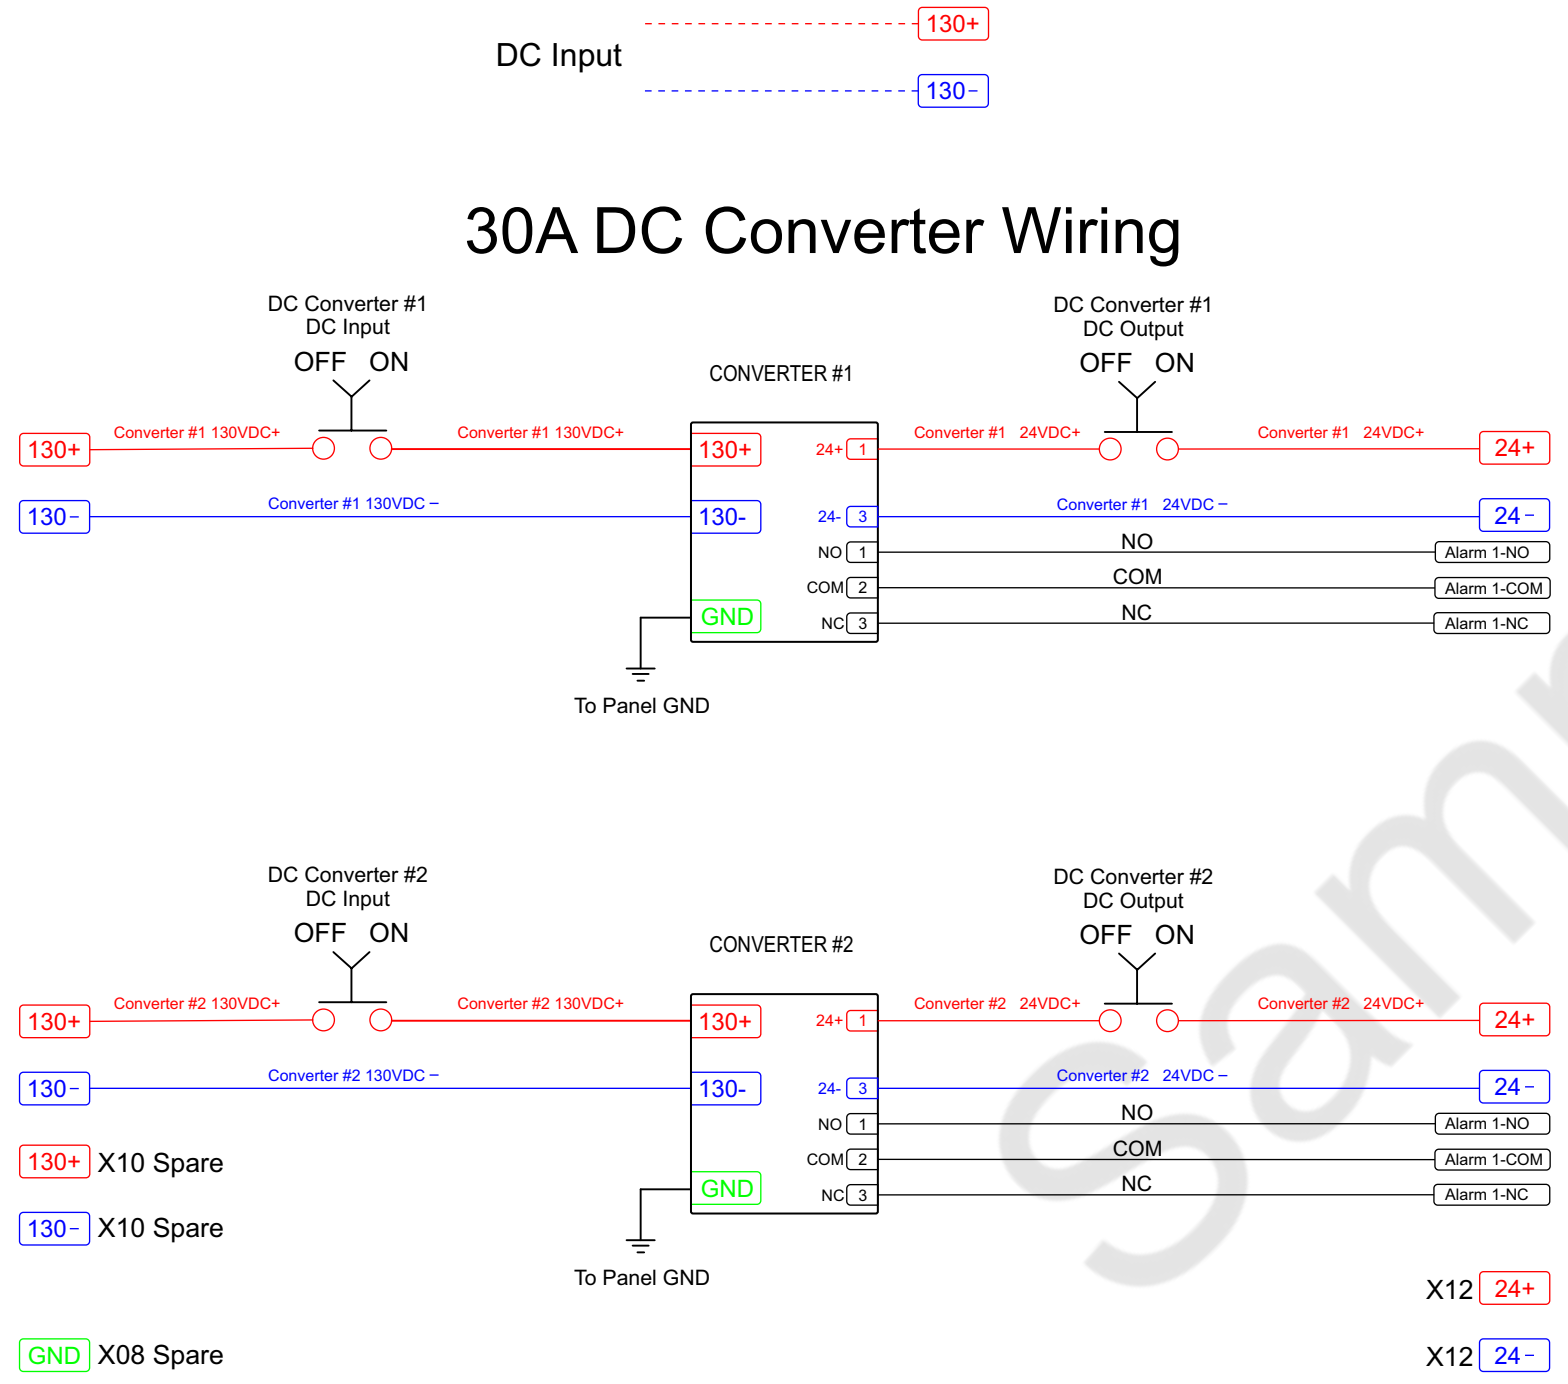 130+
DC Input
130−
30A DC Converter Wiring
DC Converter #1
DC Input
OFF ON
DC Converter #1
DC Output
OFF ON
CONVERTER #1
130+ Converter #1 130VDC+ Converter #1 130VDC+ 130+ 24+ 1 Converter #1 24VDC+ Converter #1 24VDC+ 24+
130− Converter #1 130VDC − 130- 24- 3 Converter #1 24VDC − 24−
NO 1 NO Alarm 1-NO
COM 2 COM Alarm 1-COM
GND NC 3 NC Alarm 1-NC
To Panel GND
DC Converter #2
DC Input
OFF ON
DC Converter #2
DC Output
OFF ON
CONVERTER #2
130+ Converter #2 130VDC+ Converter #2 130VDC+ 130+ 24+ 1 Converter #2 24VDC+ Converter #2 24VDC+ 24+
130− Converter #2 130VDC − 130- 24- 3 Converter #2 24VDC − 24−
NO 1 NO Alarm 1-NO
130+ X10 Spare COM 2 COM Alarm 1-COM
GND NC 3 NC Alarm 1-NC
130− X10 Spare
To Panel GND
X12 24+
GND X08 Spare X12 24−
Sam